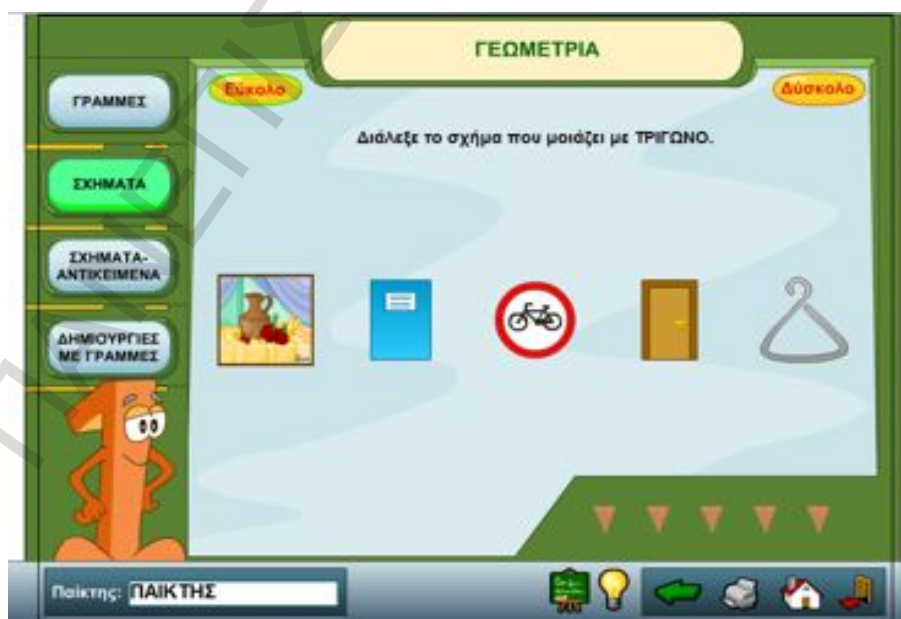 ΓΕΩΜΕΤΡΙΑ
Εύκολο
Δύσκολο
Διάλεξε το σχήμα που μοιάζει με ΤΡΙΓΩΝΟ.
ΓΡΑΜΜΕΣ
ΣΧΗΜΑΤΑ
ΣΧΗΜΑΤΑ-
ΑΝΤΙΚΕΙΜΕΝΑ
ΔΗΜΙΟΥΡΓΙΕΣ
ΜΕ ΓΡΑΜΜΕΣ
Παίκτης: ΠΑΙΚΤΗΣ